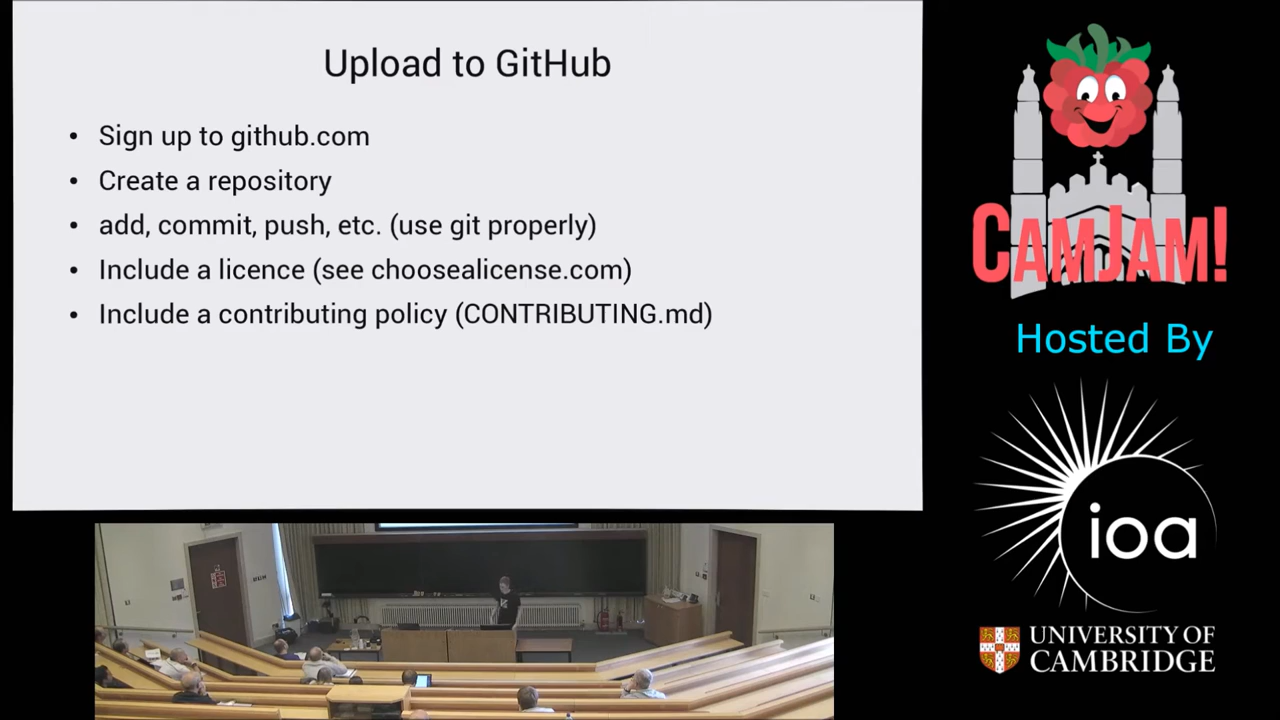 Upload to GitHub
• Sign up to github.com
• Create a repository
• add, commit, push, etc. (use git properly)
• Include a licence (see choosealicense.com)
• Include a contributing policy (CONTRIBUTING.md)
CAMJAM!
Hosted By
ioa
UNIVERSITY OF
CAMBRIDGE